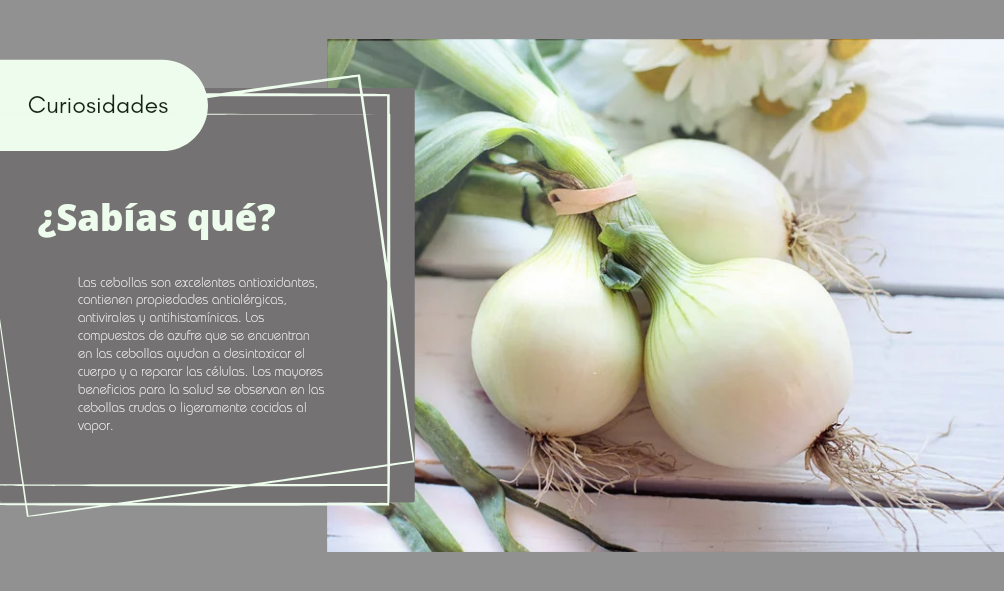 Curiosidades
¿Sabías qué?
Las cebollas son excelentes antioxidantes,
contienen propiedades antialérgicas,
antivirales y antihistamínicas. Los
compuestos de azufre que se encuentran
en las cebollas ayudan a desintoxicar el
cuerpo y a reparar las células. Los mayores
beneficios para la salud se observan en las
cebollas crudas o ligeramente cocidas al
vapor.